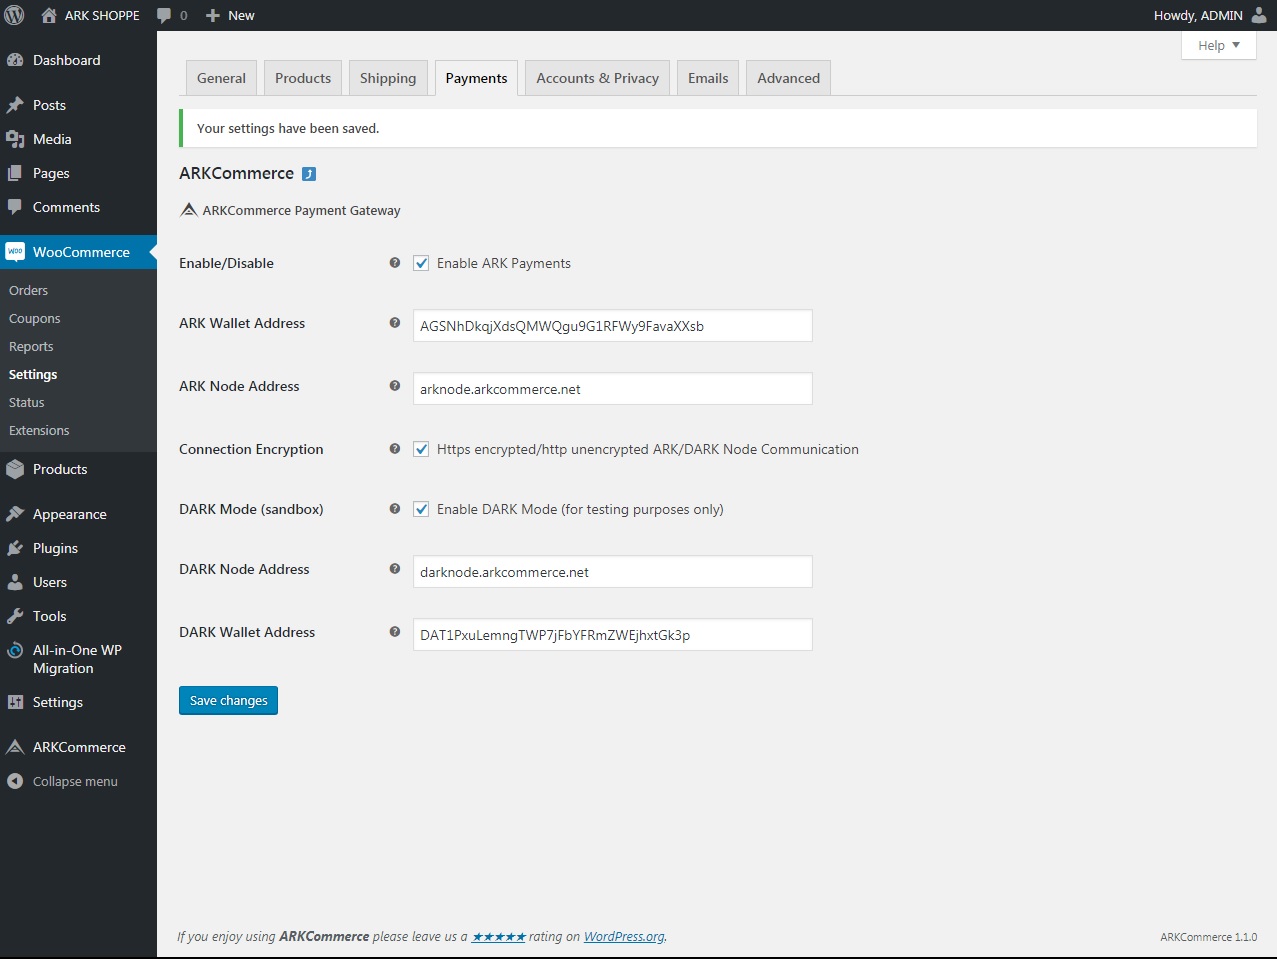 ARK SHOPPE
0
New
Howdy, ADMIN
Help
Dashboard
Posts
Media
Pages
Comments
WOO
WooCommerce
Orders
Coupons
Reports
Settings
Status
Extensions
Products
Appearance
Plugins
Users
Tools
All-in-One WP
Migration
Settings
ARKCommerce
Collapse menu
General
Products
Shipping
Payments
Accounts & Privacy
Emails
Advanced
Your settings have been saved.
ARKCommerce
ARKCommerce Payment Gateway
Enable/Disable
Enable ARK Payments
ARK Wallet Address
AGSNhDkqjXdsQMWQgu9G1RFWy9FavaXXsb
ARK Node Address
arknode.arkcommerce.net
Connection Encryption
Https encrypted/http unencrypted ARK/DARK Node Communication
DARK Mode (sandbox)
Enable DARK Mode (for testing purposes only)
DARK Node Address
darknode.arkcommerce.net
DARK Wallet Address
DAT1PxuLemngTWP7jFbYFRmZWEjhxtGk3p
Save changes
If you enjoy using ARKCommerce please leave us a ★★★★★ rating on WordPress.org.
ARKCommerce 1.1.0